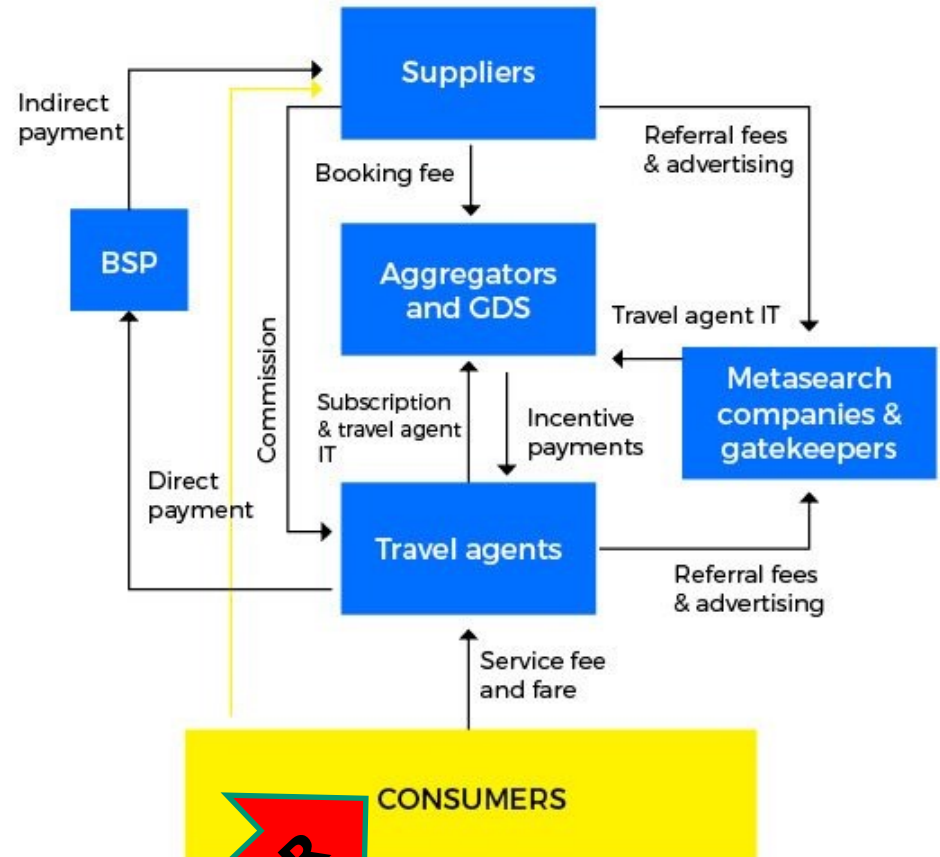 Suppliers
Indirect
payment
Referral fees
& advertising
Booking fee
BSP
Aggregators
and GDS
Travel agent IT
Commission
Metasearch
companies &
gatekeepers
Subscription
& travel agent
IT
Incentive
payments
Direct
payment
Travel agents
Referral fees
& advertising
Service fee
and fare
CONSUMERS